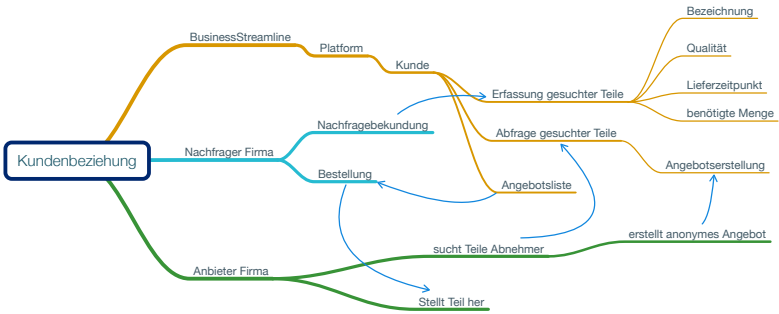 Kundenbeziehung
BusinessStreamline
Platform
Kunde
Erfassung gesuchter Teile
Bezeichnung
Qualität
Lieferzeitpunkt
benötigte Menge
Abfrage gesuchter Teile
Angebotserstellung
Angebotsliste
Nachfrager Firma
Nachfragebekundung
Bestellung
Anbieter Firma
sucht Teile Abnehmer
erstellt anonymes Angebot
Stellt Teil her